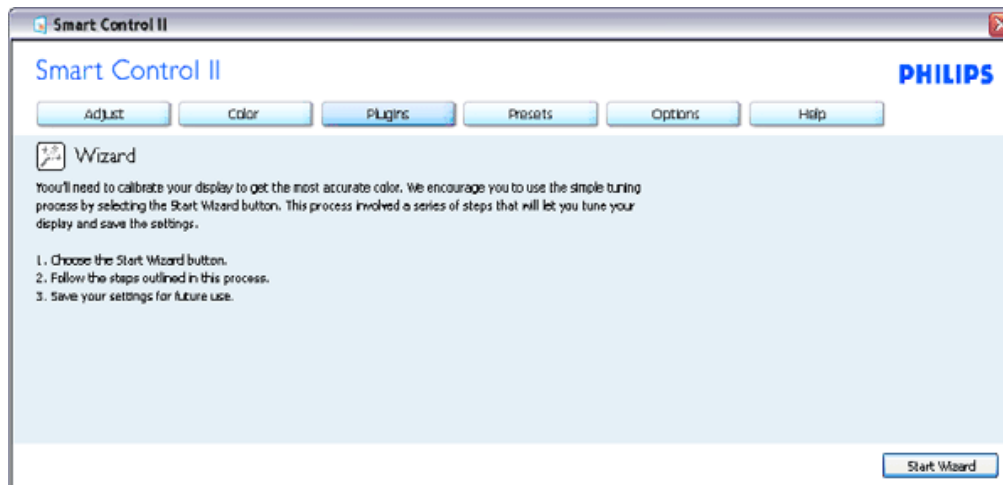 Smart Control II
Smart Control II
PHILIPS
Adjust Color Plugins Presets Options Help
Wizard
Yoou'll need to calibrate your display to get the most accurate color. We encourage you to use the simple tuning
process by selecting the Start Wizard button. This process involved a series of steps that will let you tune your
display and save the settings.
1. Choose the Start Wizard button.
2. Follow the steps outlined in this process.
3. Save your settings for future use.
Start Wizard